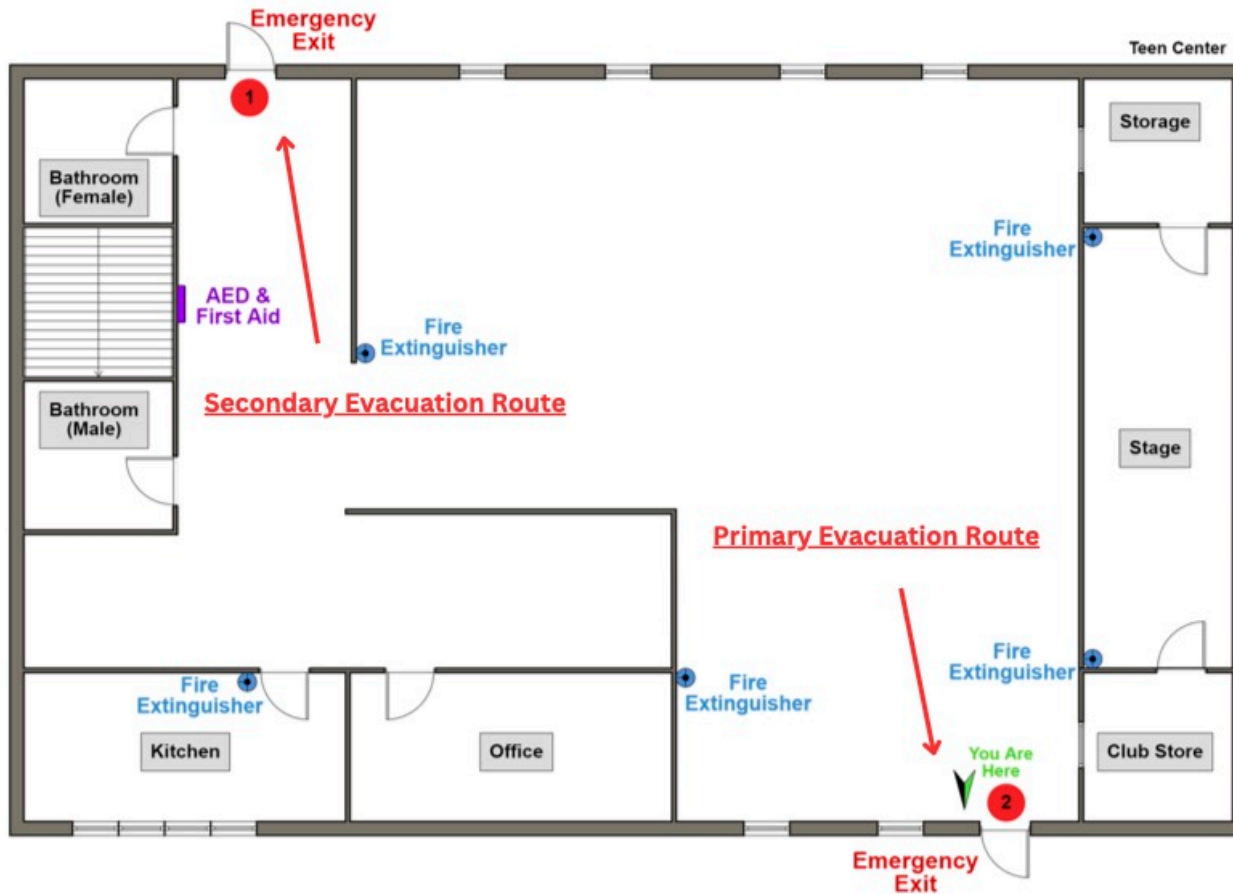 Emergency
Exit
Teen Center
1
Storage
Bathroom
(Female)
Fire
Extinguisher
AED &
First Aid
Fire
Extinguisher
Secondary Evacuation Route
Bathroom
(Male)
Stage
Primary Evacuation Route
Fire
Extinguisher
Fire
Extinguisher
Fire
Extinguisher
Kitchen
Office
You Are
Here
Club Store
2
Emergency
Exit